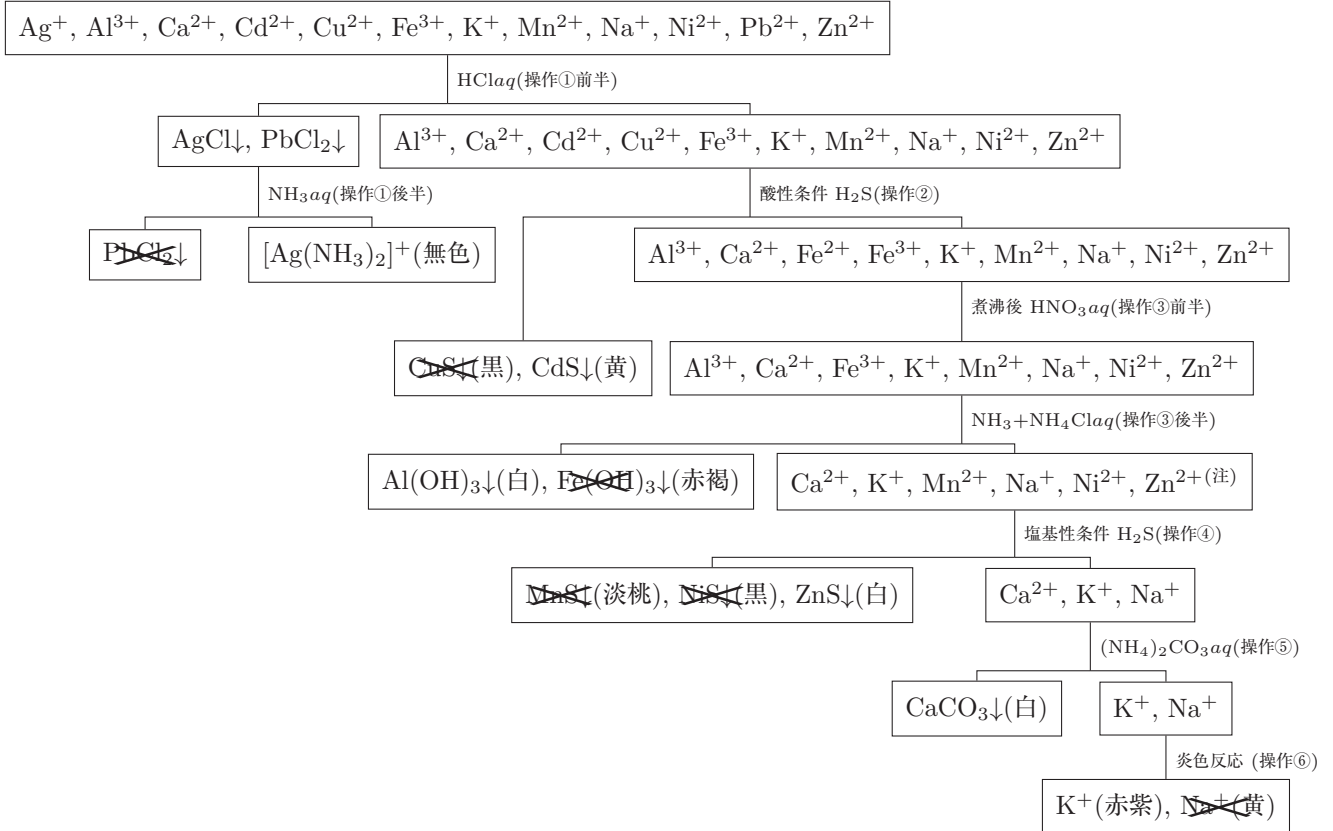 Ag⁺, Al³⁺, Ca²⁺, Cd²⁺, Cu²⁺, Fe³⁺, K⁺, Mn²⁺, Na⁺, Ni²⁺, Pb²⁺, Zn²⁺
HClaq(操作①前半)
AgCl↓, PbCl₂↓
Al³⁺, Ca²⁺, Cd²⁺, Cu²⁺, Fe³⁺, K⁺, Mn²⁺, Na⁺, Ni²⁺, Zn²⁺
NH₃aq(操作①後半)
酸性条件 H₂S(操作②)
PbCl₂↓
[Ag(NH₃)₂]⁺(無色)
Al³⁺, Ca²⁺, Fe²⁺, Fe³⁺, K⁺, Mn²⁺, Na⁺, Ni²⁺, Zn²⁺
煮沸後 HNO₃aq(操作③前半)
CuS↓(黒), CdS↓(黄)
Al³⁺, Ca²⁺, Fe³⁺, K⁺, Mn²⁺, Na⁺, Ni²⁺, Zn²⁺
NH₃+NH₄Claq(操作③後半)
Al(OH)₃↓(白), Fe(OH)₃↓(赤褐)
Ca²⁺, K⁺, Mn²⁺, Na⁺, Ni²⁺, Zn²⁺(注)
塩基性条件 H₂S(操作④)
MnS↓(淡桃), NiS↓(黒), ZnS↓(白)
Ca²⁺, K⁺, Na⁺
(NH₄)₂CO₃aq(操作⑤)
CaCO₃↓(白)
K⁺, Na⁺
炎色反応 (操作⑥)
K⁺(赤紫), Na⁺(黄)